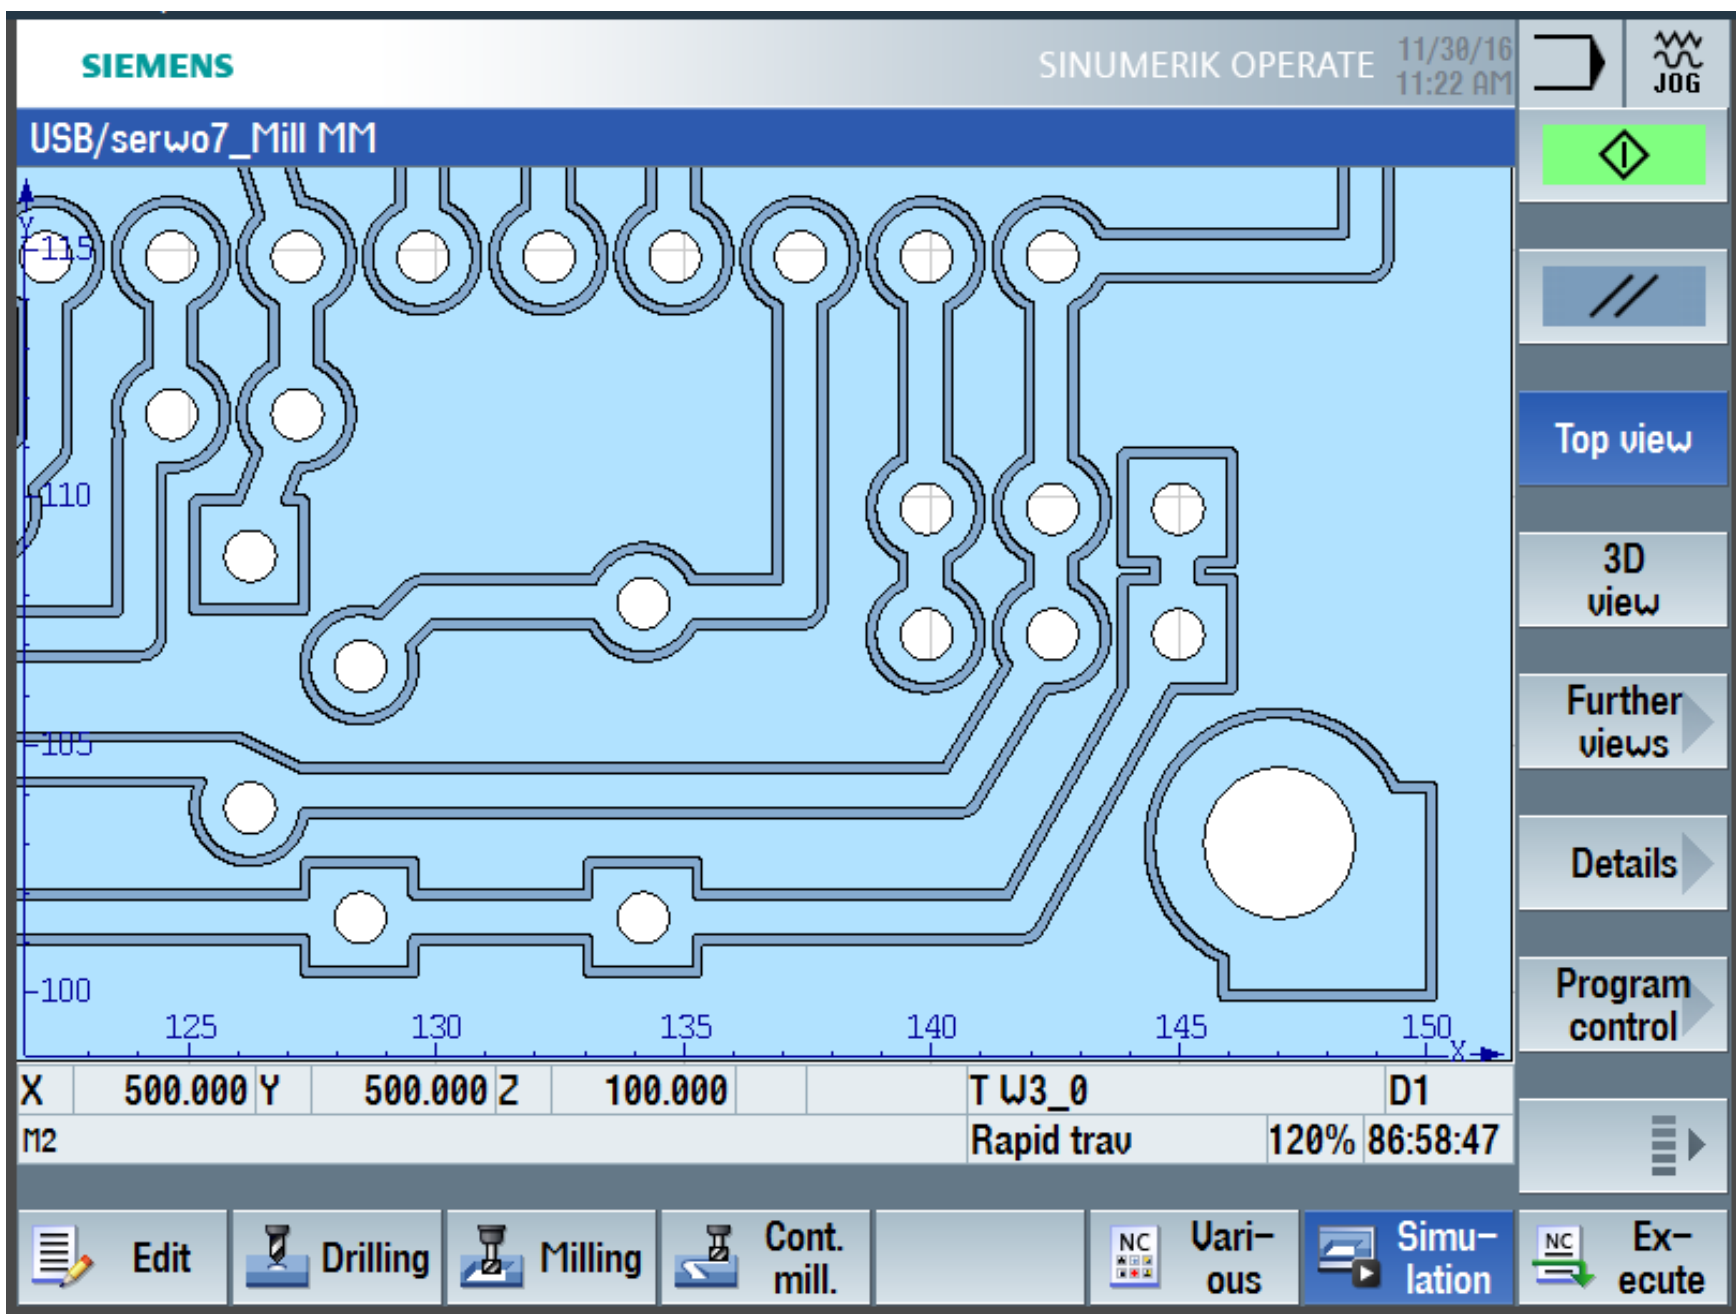 SIEMENS
SINUMERIK OPERATE
11/30/16
11:22 AM
JOG
USB/serwo7_Mill MM
Top view
3D
view
Further
views
Details
Program
control
Y
115
110
105
100
125 130 135 140 145 150
X
X 500.000 Y 500.000 Z 100.000 T W3_0 D1
M2 Rapid trav 120% 86:58:47
Edit
Drilling
Milling
Cont.
mill.
NC
Vari-
ous
Simu-
lation
NC
Ex-
ecute